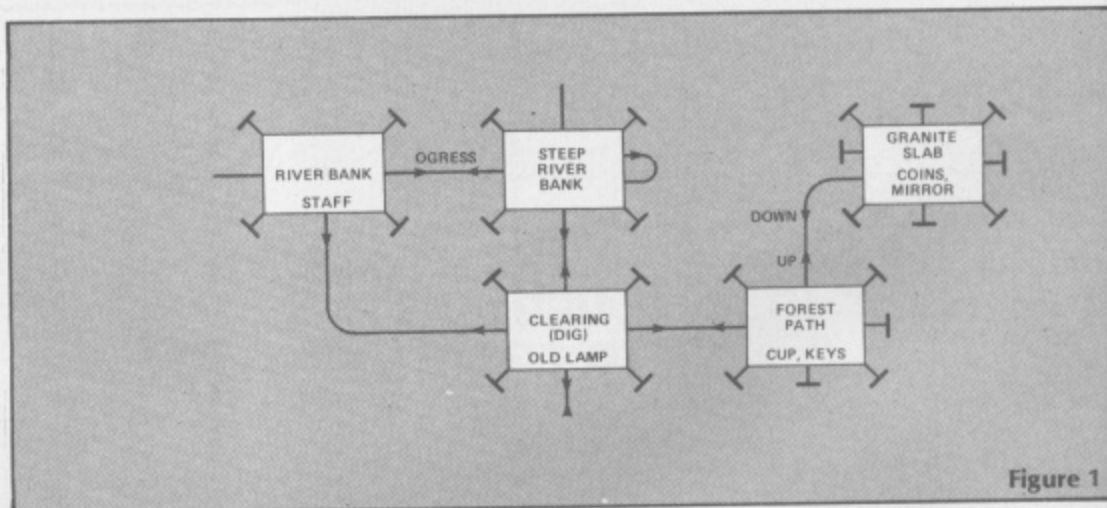 RIVER BANK
STAFF
OGRESS
STEEP
RIVER
BANK
GRANITE
SLAB
COINS,
MIRROR
DOWN
UP
CLEARING
(DIG)
OLD LAMP
FOREST
PATH
CUP, KEYS
Figure 1